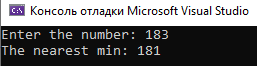 Консоль отладки Microsoft Visual Studio
Enter the number: 183
The nearest min: 181